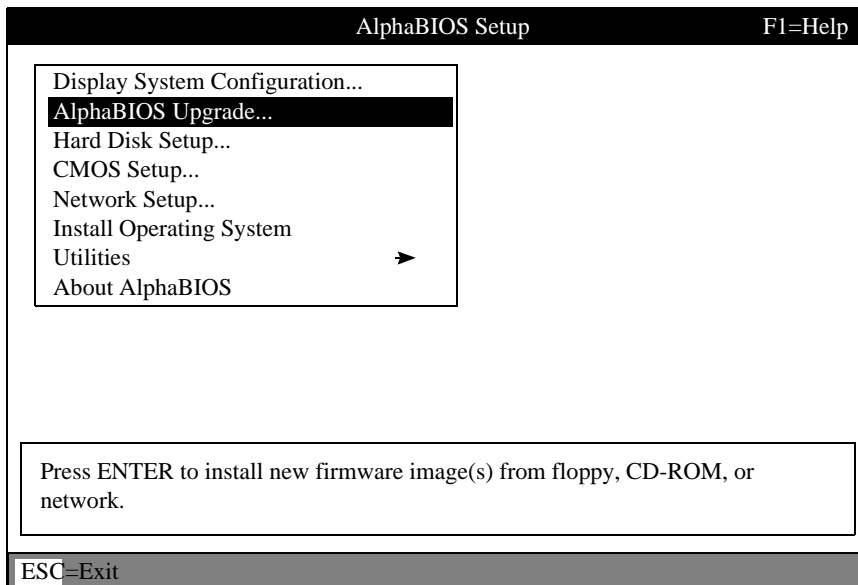 AlphaBIOS Setup F1=Help
Display System Configuration...
AlphaBIOS Upgrade...
Hard Disk Setup...
CMOS Setup...
Network Setup...
Install Operating System
Utilities
About AlphaBIOS
Press ENTER to install new firmware image(s) from floppy, CD-ROM, or
network.
ESC=Exit